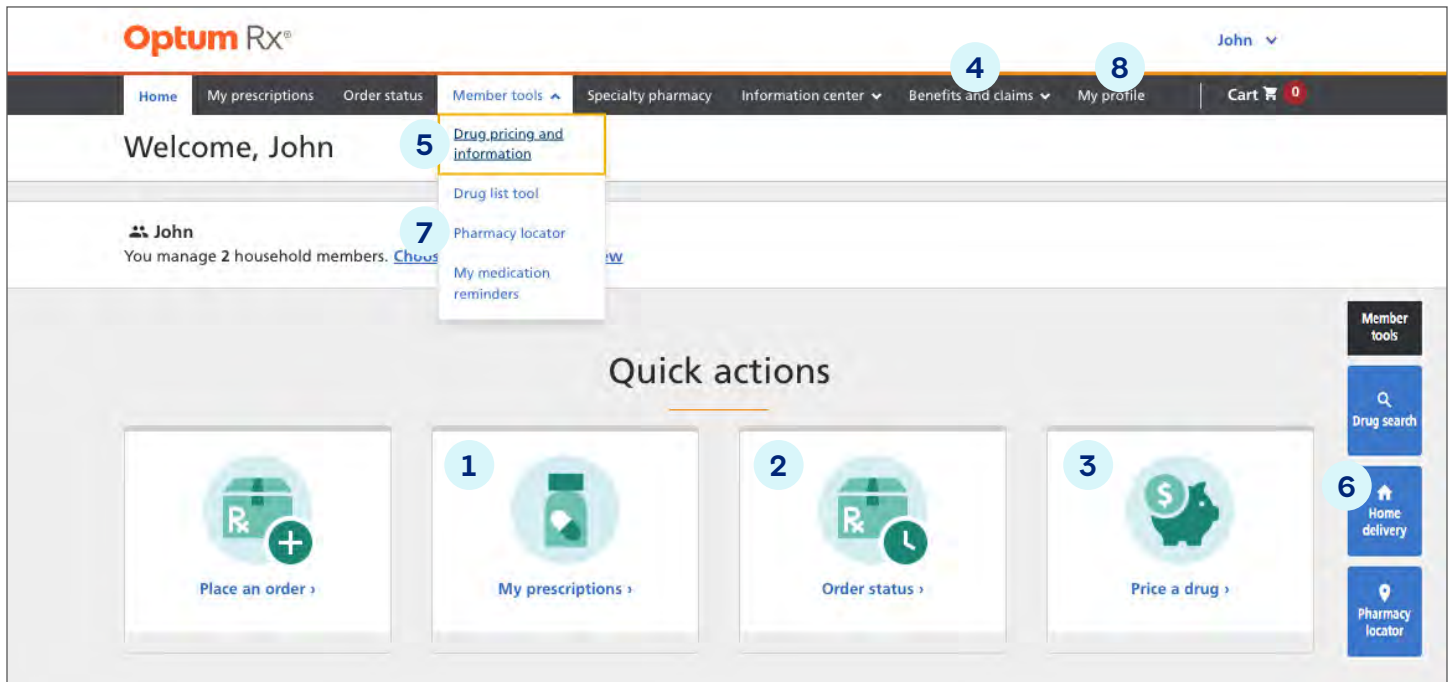 Optum Rx®
John
4
8
Home My prescriptions Order status Member tools Specialty pharmacy Information center Benefits and claims My profile Cart 0
Welcome, John
5
Drug pricing and
information
Drug list tool
7
Pharmacy locator
My medication
reminders
John
You manage 2 household members.
Member
tools
Quick actions
Drug search
1
2
3
6
Home
delivery
Rx
Rx
$
Place an order ›
My prescriptions ›
Order status ›
Price a drug ›
Pharmacy
locator